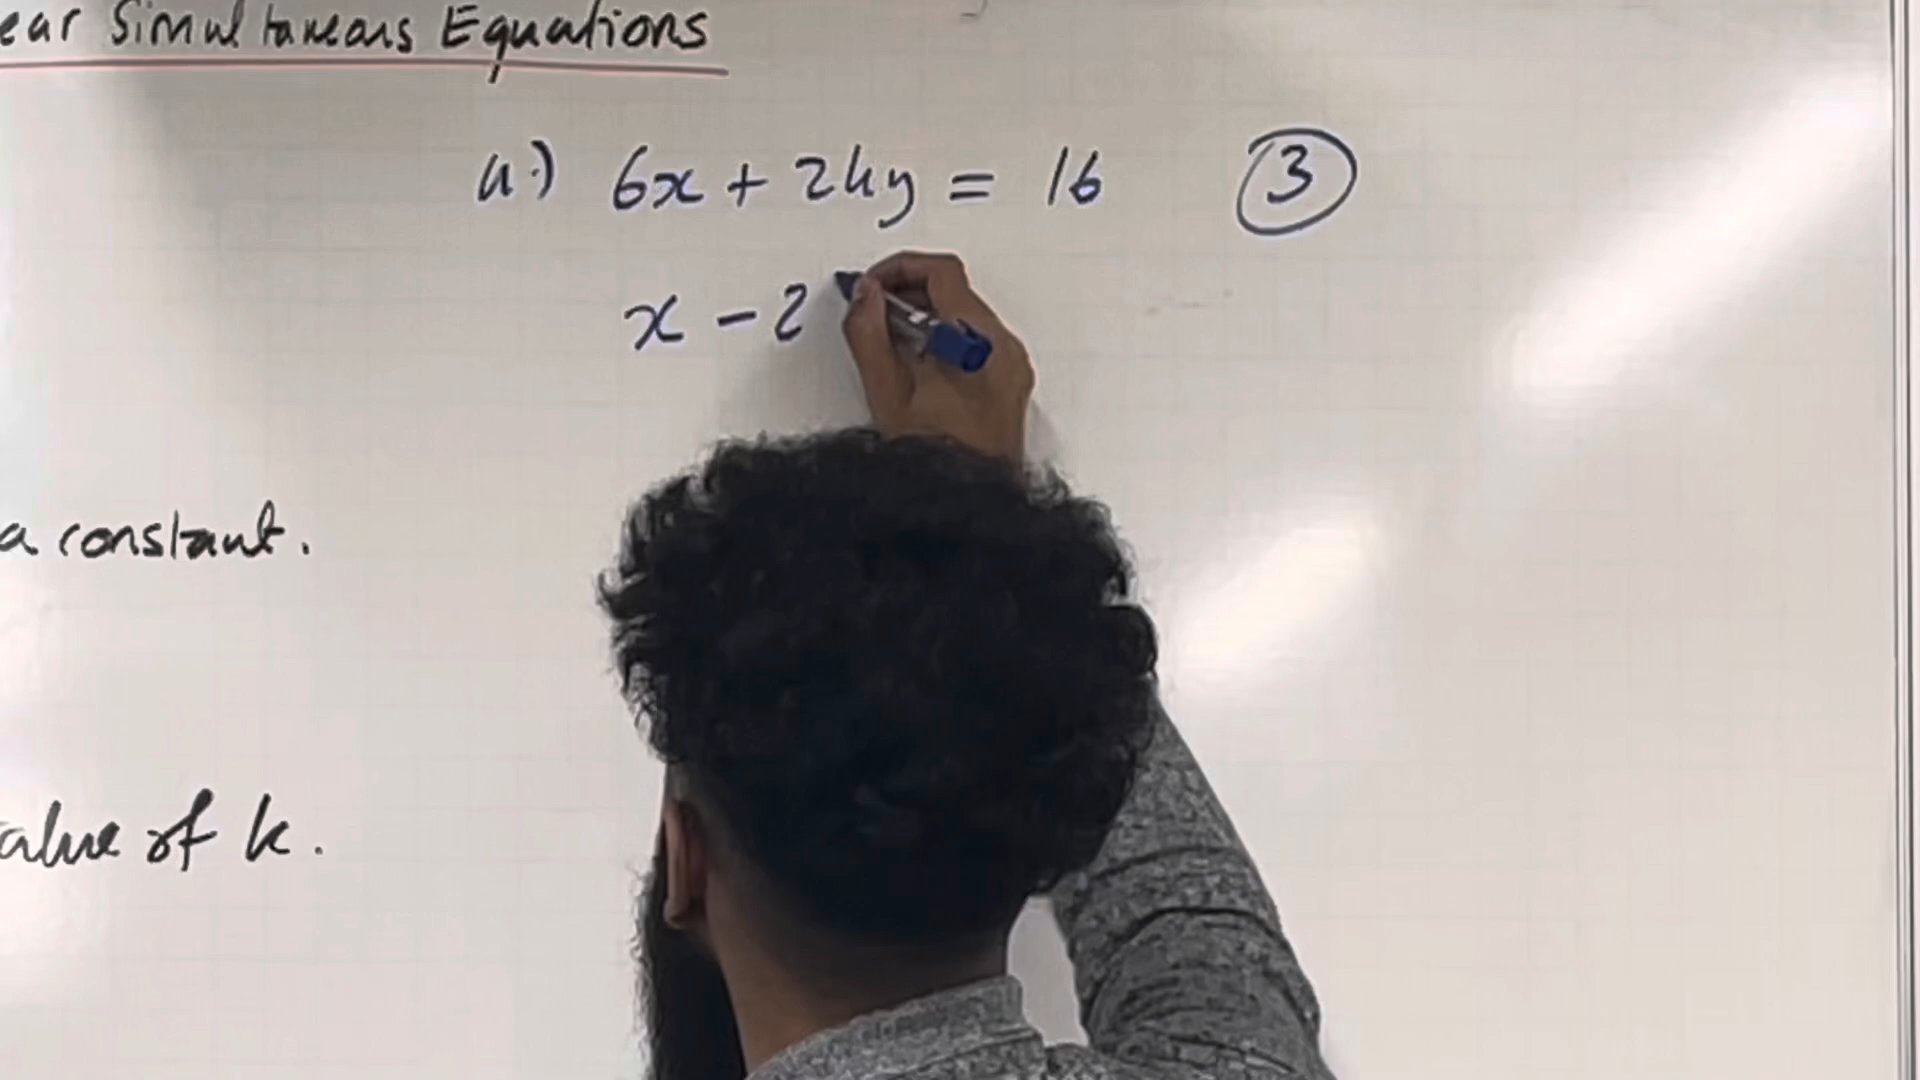 ear Simultaneous Equations
a.) 6x + 2ky = 16 ③
x - 2
a constant.
alue of k.